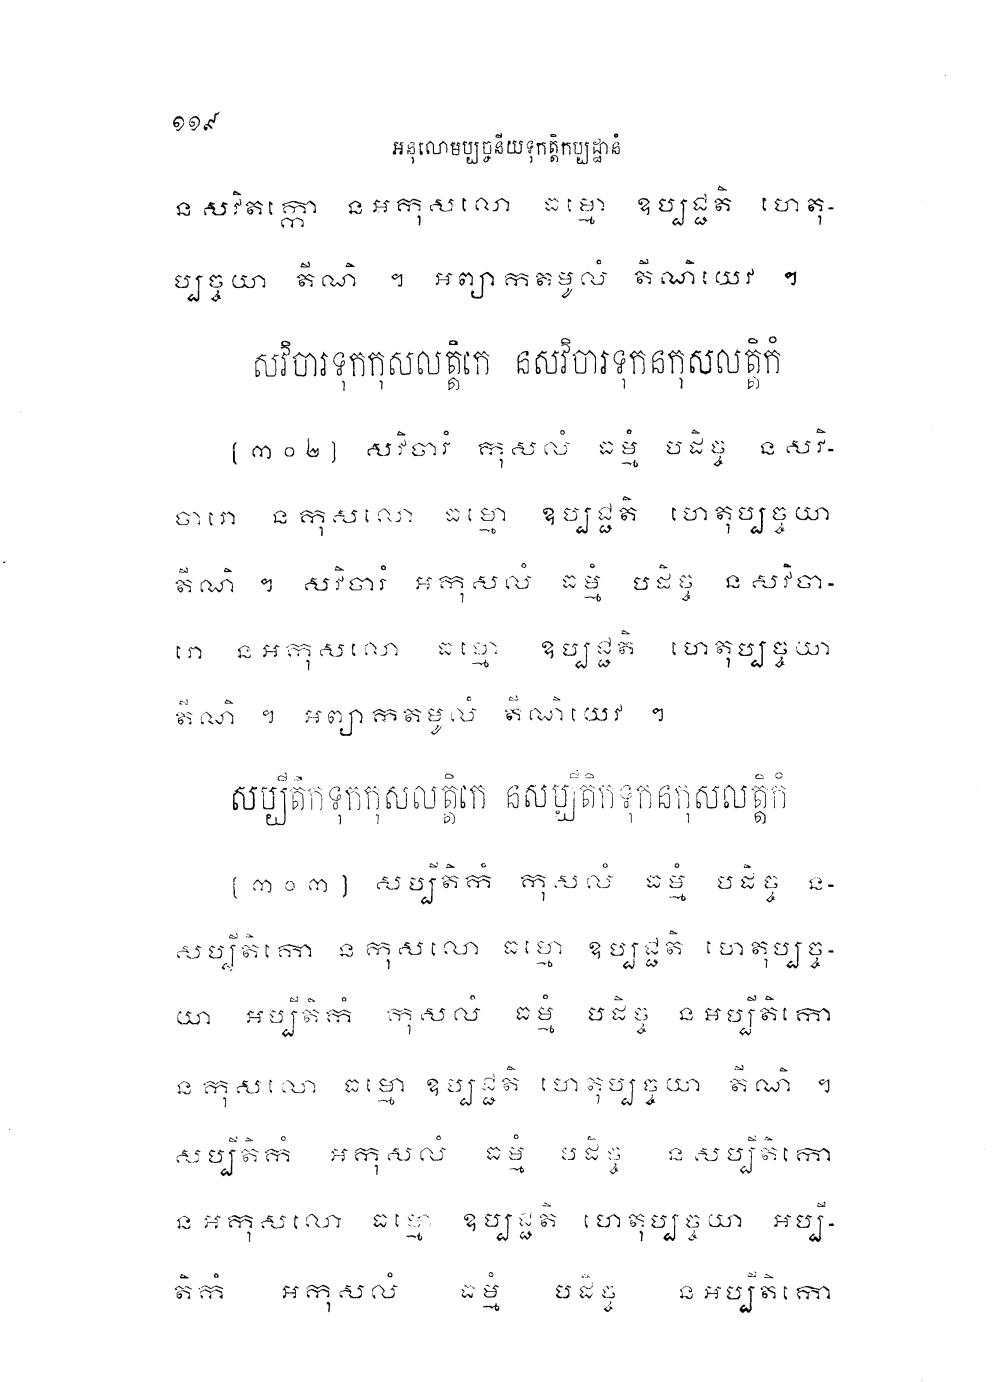 ១១៩
អនុលោមប្បច្ចនីយទុកត្តិកប្បដ្ឋានំ
នសវិតក្កោ នអកុសលោ ធម្មោ ឧប្បជ្ជតិ ហេតុ-
ប្បច្ចយា តីណិ ។ អព្យាកតមូលំ តីណិយេវ ។
សវិចារទុកកុសលត្តិកេ នសវិចារទុកនកុសលត្តិកំ
(៣០២) សវិចារំ កុសលំ ធម្មំ បដិច្ច នសវិ-
ចារោ នកុសលោ ធម្មោ ឧប្បជ្ជតិ ហេតុប្បច្ចយា
តីណិ ។ សវិចារំ អកុសលំ ធម្មំ បដិច្ច នសវិចា-
រោ នអកុសលោ ធម្មោ ឧប្បជ្ជតិ ហេតុប្បច្ចយា
តីណិ ។ អព្យាកតមូលំ តីណិយេវ ។
សប្បីតិកទុកកុសលត្តិកេ នសប្បីតិកទុកនកុសលត្តិកំ
(៣០៣) សប្បីតិកំ កុសលំ ធម្មំ បដិច្ច ន-
សប្បីតិកោ នកុសលោ ធម្មោ ឧប្បជ្ជតិ ហេតុប្បច្ច-
យា អប្បីតិកំ កុសលំ ធម្មំ បដិច្ច នអប្បីតិកោ
នកុសលោ ធម្មោ ឧប្បជ្ជតិ ហេតុប្បច្ចយា តីណិ ។
សប្បីតិកំ អកុសលំ ធម្មំ បដិច្ច នសប្បីតិកោ
នអកុសលោ ធម្មោ ឧប្បជ្ជតិ ហេតុប្បច្ចយា អប្បី-
តិកំ អកុសលំ ធម្មំ បដិច្ច នអប្បីតិកោ